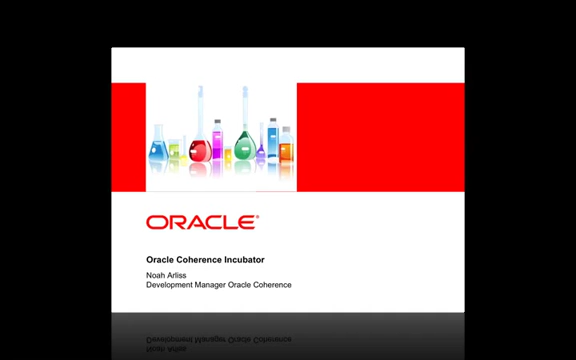 ORACLE®
Oracle Coherence Incubator
Noah Arliss
Development Manager Oracle Coherence